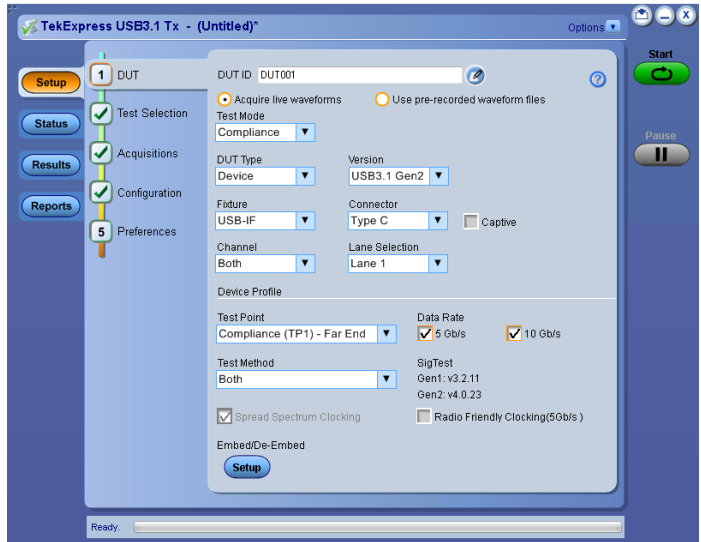 TekExpress USB3.1 Tx - (Untitled)*
Options
Start
Pause
Setup
Status
Results
Reports
1 DUT
Test Selection
Acquisitions
Configuration
5 Preferences
DUT ID DUT001
Acquire live waveforms Use pre-recorded waveform files
Test Mode
Compliance
DUT Type Version
Device USB3.1 Gen2
Fixture Connector
USB-IF Type C Captive
Channel Lane Selection
Both Lane 1
Device Profile
Test Point Data Rate
Compliance (TP1) - Far End 5 Gb/s 10 Gb/s
Test Method SigTest
Both Gen1: v3.2.11
Gen2: v4.0.23
Spread Spectrum Clocking Radio Friendly Clocking(5Gb/s )
Embed/De-Embed
Setup
Ready.